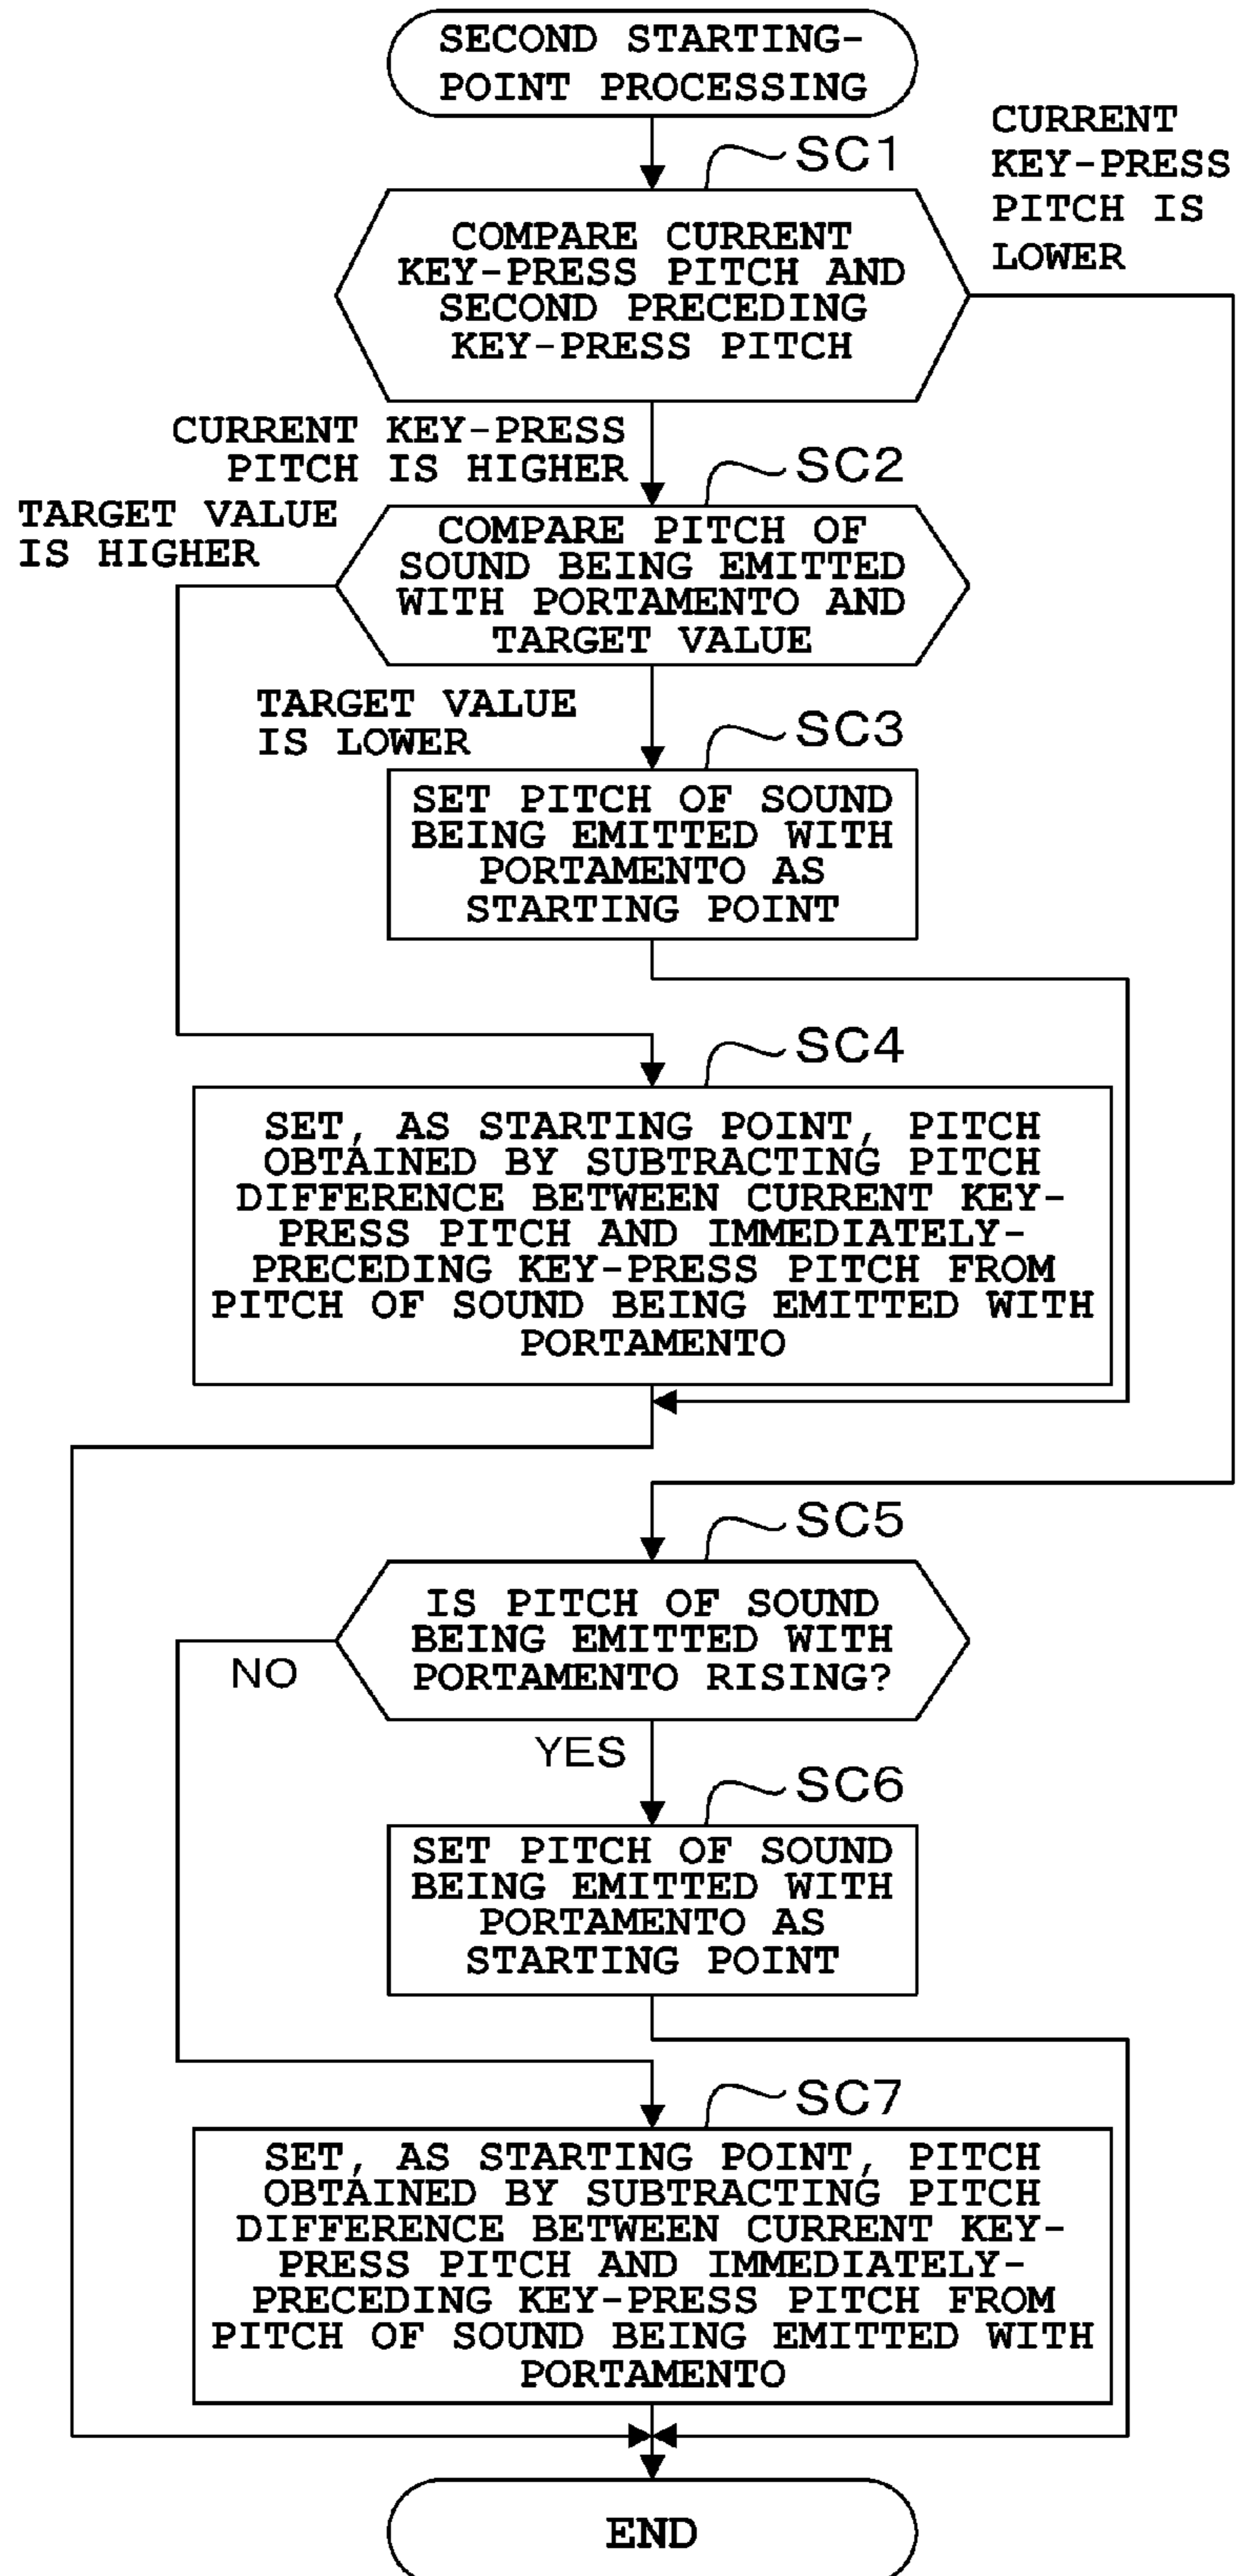 SECOND STARTING-
POINT PROCESSING
SC1
CURRENT
KEY-PRESS
PITCH IS
LOWER
COMPARE CURRENT
KEY-PRESS PITCH AND
SECOND PRECEDING
KEY-PRESS PITCH
CURRENT KEY-PRESS
PITCH IS HIGHER
SC2
TARGET VALUE
IS HIGHER
COMPARE PITCH OF
SOUND BEING EMITTED
WITH PORTAMENTO AND
TARGET VALUE
TARGET VALUE
IS LOWER
SC3
SET PITCH OF SOUND
BEING EMITTED WITH
PORTAMENTO AS
STARTING POINT
SC4
SET, AS STARTING POINT, PITCH
OBTAINED BY SUBTRACTING PITCH
DIFFERENCE BETWEEN CURRENT KEY-
PRESS PITCH AND IMMEDIATELY-
PRECEDING KEY-PRESS PITCH FROM
PITCH OF SOUND BEING EMITTED WITH
PORTAMENTO
SC5
IS PITCH OF SOUND
BEING EMITTED WITH
PORTAMENTO RISING?
NO
YES
SC6
SET PITCH OF SOUND
BEING EMITTED WITH
PORTAMENTO AS
STARTING POINT
SC7
SET, AS STARTING POINT, PITCH
OBTAINED BY SUBTRACTING PITCH
DIFFERENCE BETWEEN CURRENT KEY-
PRESS PITCH AND IMMEDIATELY-
PRECEDING KEY-PRESS PITCH FROM
PITCH OF SOUND BEING EMITTED WITH
PORTAMENTO
END